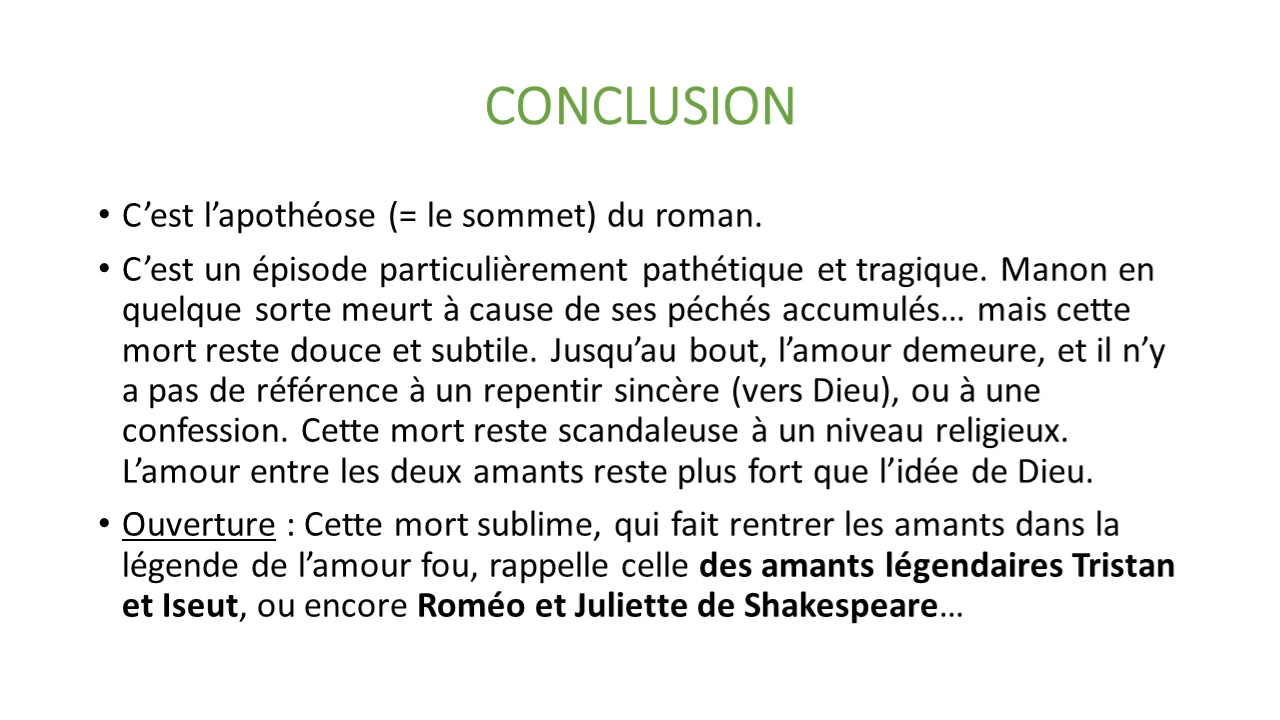 CONCLUSION
• C’est l’apothéose (= le sommet) du roman.
• C’est un épisode particulièrement pathétique et tragique. Manon en
quelque sorte meurt à cause de ses péchés accumulés… mais cette
mort reste douce et subtile. Jusqu’au bout, l’amour demeure, et il n’y
a pas de référence à un repentir sincère (vers Dieu), ou à une
confession. Cette mort reste scandaleuse à un niveau religieux.
L’amour entre les deux amants reste plus fort que l’idée de Dieu.
• Ouverture : Cette mort sublime, qui fait rentrer les amants dans la
légende de l’amour fou, rappelle celle des amants légendaires Tristan
et Iseut, ou encore Roméo et Juliette de Shakespeare…